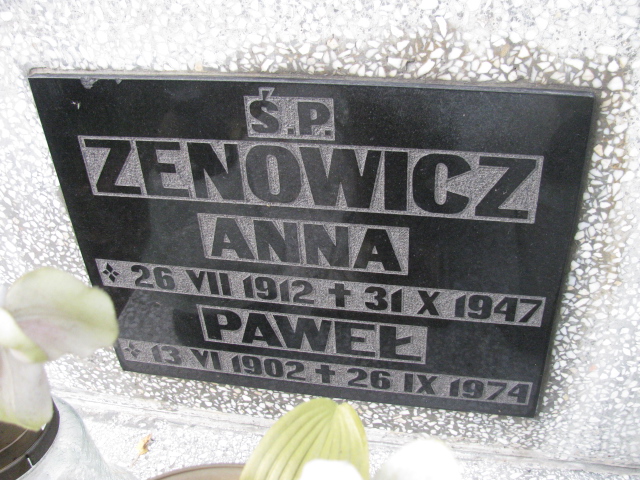 Ś.P.
ZENOWICZ
ANNA
26 VII 1912 + 31 X 1947
PAWEŁ
13 VI 1902 + 26 IX 1974